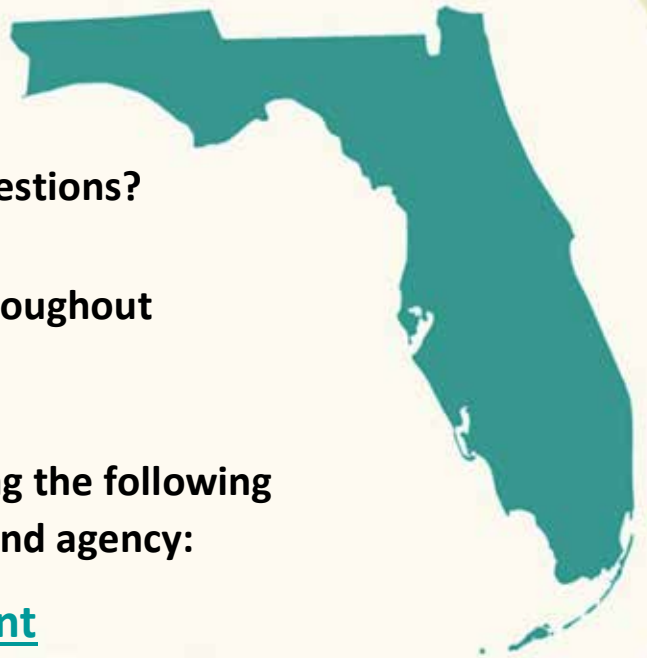 estions?
oughout
g the following
nd agency:
nt